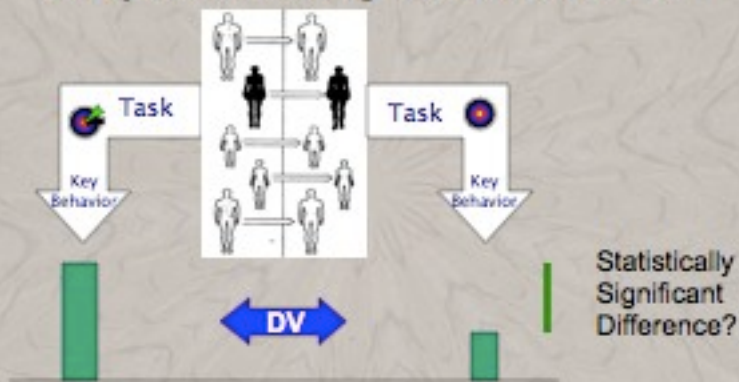 Task
Task
Key
Behavior
Key
Behavior
DV
Statistically
Significant
Difference?